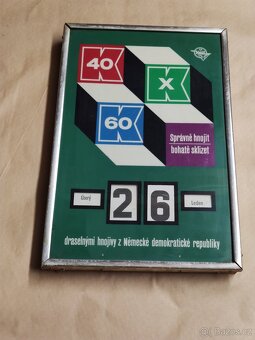 40
K
X
K
60
K
Správně hnojit
bohatě sklízet
Úterý
26
Leden
draselnými hnojivy z Německé demokratické republiky